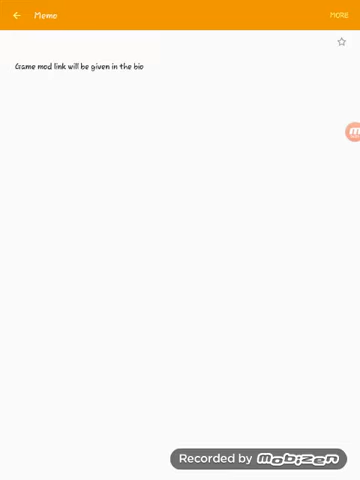 Memo
MORE
Game mod link will be given in the bio
Recorded by mobizen